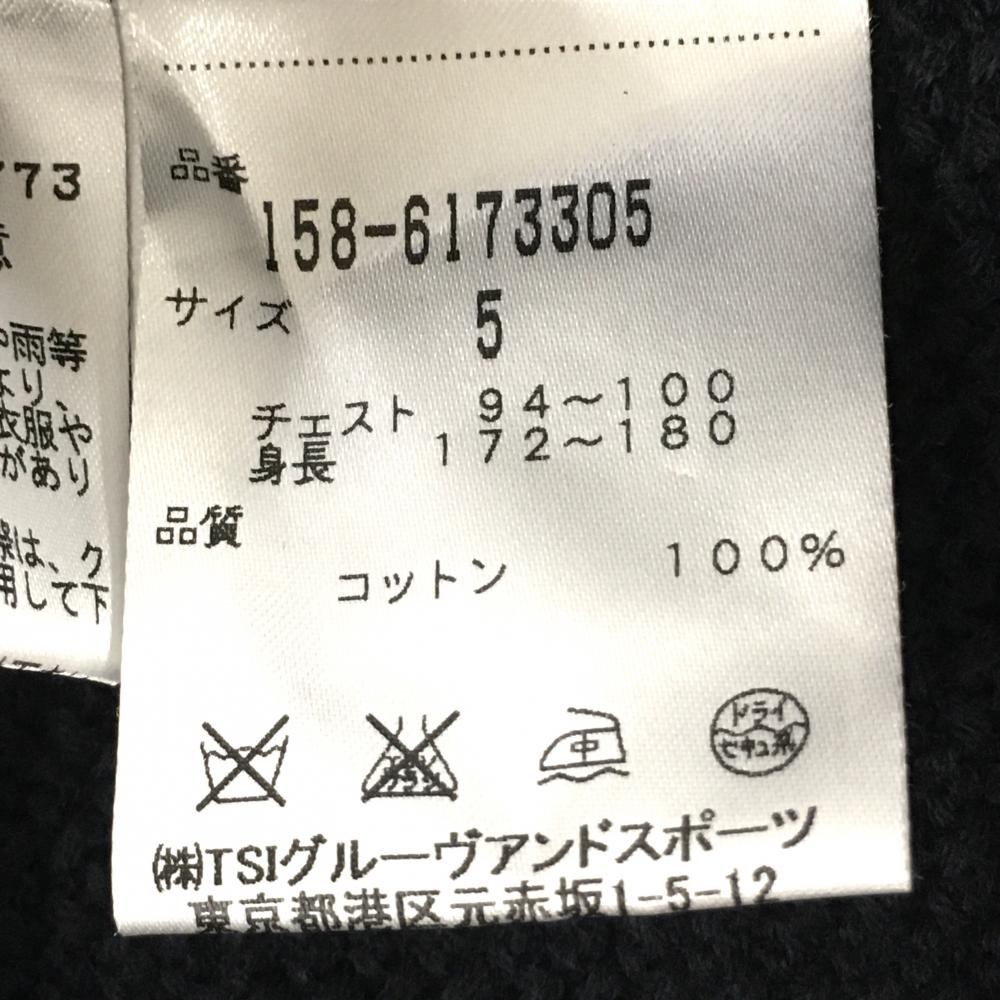 773
雨等
より、
衣服や
があり
は、ク
用して下
品番
158-6173305
サイズ 5
チェスト 94～100
身長 172～180
品質
コットン 100%
中
ドライ
セキユ系
㈱TSIグルーヴアンドスポーツ
東京都港区元赤坂1-5-12